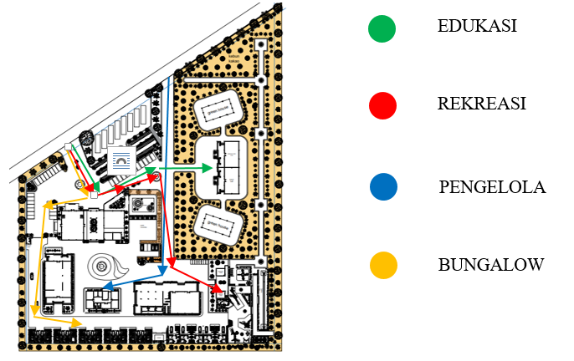 EDUKASI
REKREASI
PENGELOLA
BUNGALOW